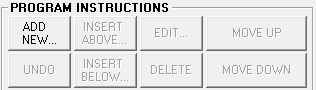 PROGRAM INSTRUCTIONS
ADD
NEW...
INSERT
ABOVE...
EDIT...
MOVE UP
UNDO
INSERT
BELOW...
DELETE
MOVE DOWN